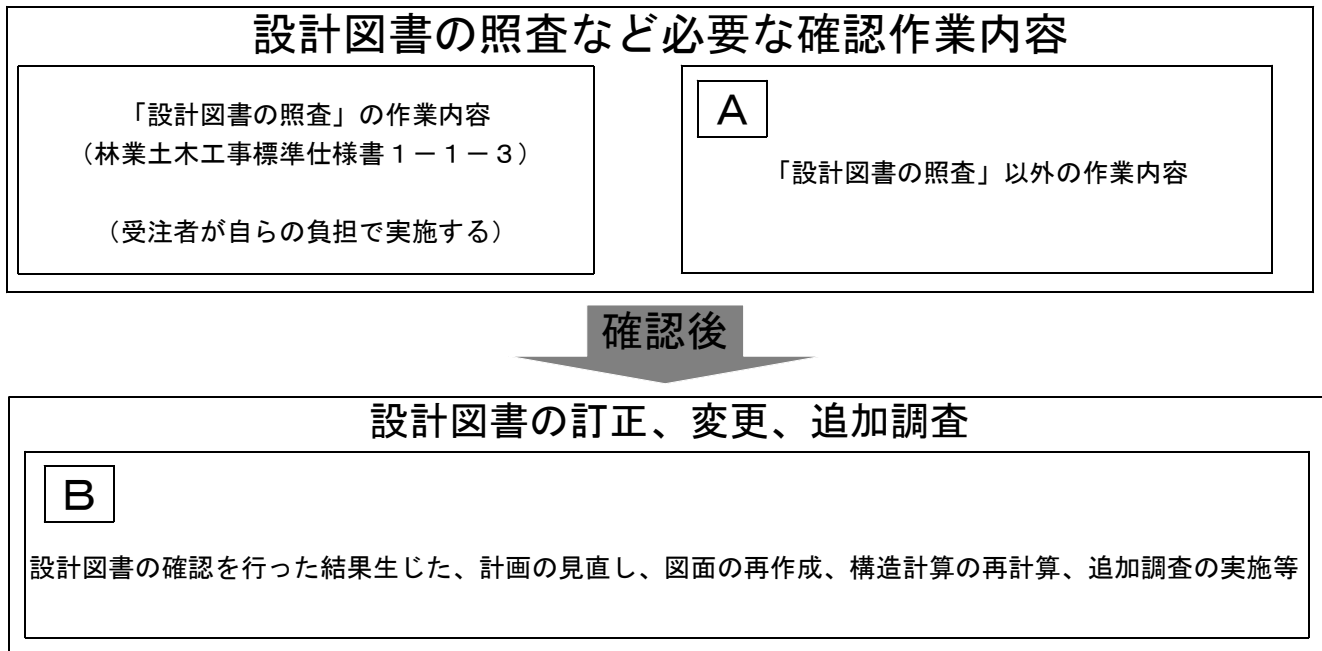 設計図書の照査など必要な確認作業内容
「設計図書の照査」の作業内容
（林業土木工事標準仕様書１－１－３）
（受注者が自らの負担で実施する）
Ａ
「設計図書の照査」以外の作業内容
確認後
設計図書の訂正、変更、追加調査
Ｂ
設計図書の確認を行った結果生じた、計画の見直し、図面の再作成、構造計算の再計算、追加調査の実施等